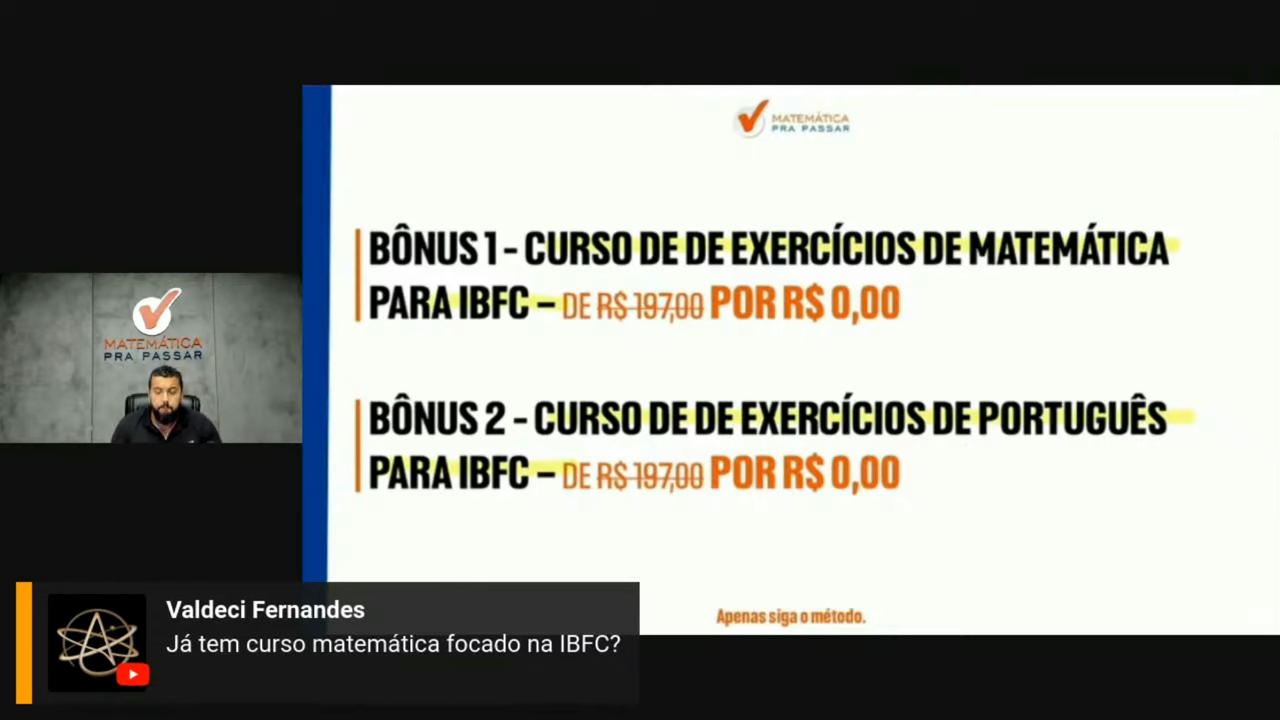 MATEMÁTICA
PRA PASSAR
BÔNUS 1 - CURSO DE DE EXERCÍCIOS DE MATEMÁTICA
PARA IBFC – DE R$ 197,00 POR R$ 0,00
BÔNUS 2 - CURSO DE DE EXERCÍCIOS DE PORTUGUÊS
PARA IBFC – DE R$ 197,00 POR R$ 0,00
Apenas siga o método.
MATEMÁTICA
PRA PASSAR
Valdeci Fernandes
Já tem curso matemática focado na IBFC?